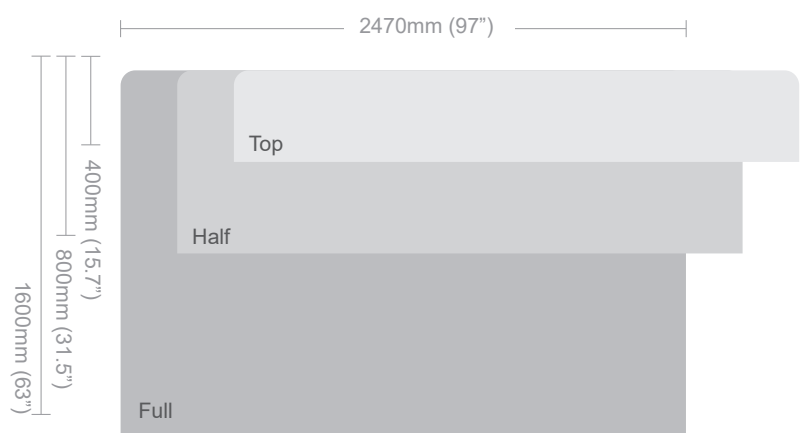 2470mm (97”)
Top
400mm (15.7”)
Half
800mm (31.5”)
1600mm (63”)
Full